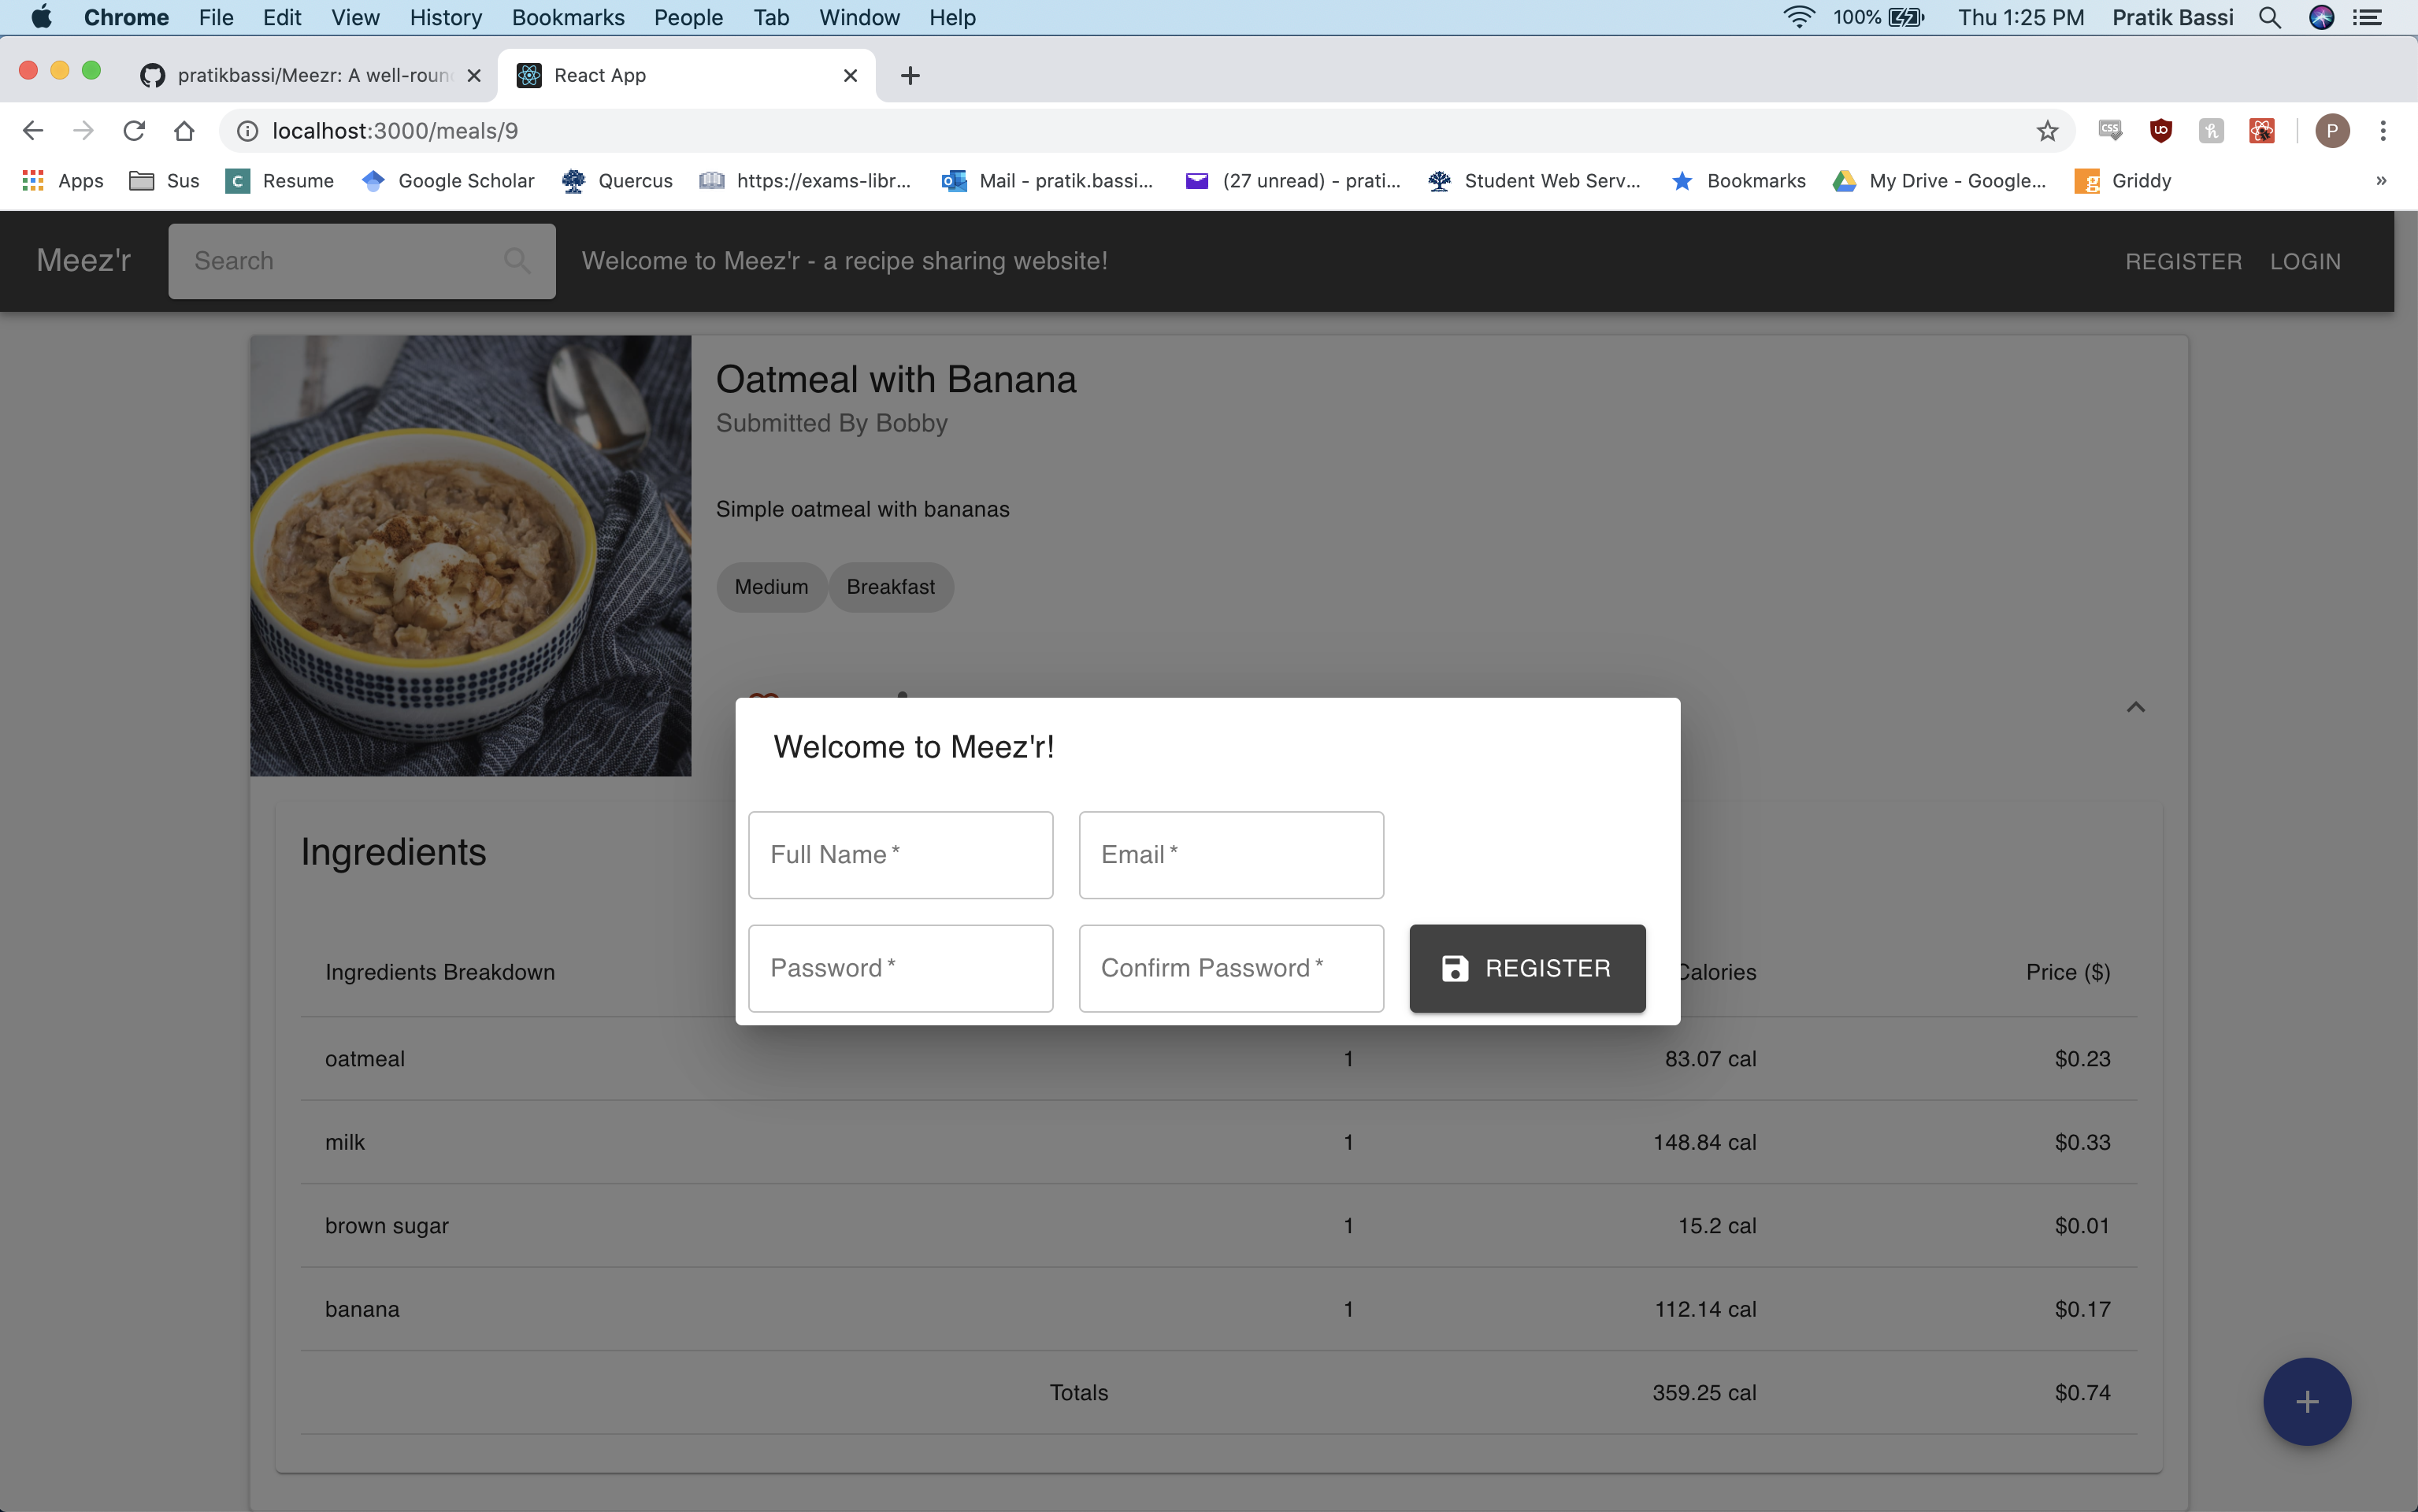 Chrome File Edit View History Bookmarks People Tab Window Help 100% Thu 1:25 PM Pratik Bassi
pratikbassi/Meezr: A well-roun React App
localhost:3000/meals/9 P
Apps Sus Resume Google Scholar Quercus https://exams-libr... Mail - pratik.bassi... (27 unread) - prati... Student Web Serv... Bookmarks My Drive - Google... Griddy »
Meez'r Search Welcome to Meez'r - a recipe sharing website! REGISTER LOGIN
Oatmeal with Banana
Submitted By Bobby
Simple oatmeal with bananas
Medium Breakfast
Welcome to Meez'r!
Full Name * Email *
Password * Confirm Password * REGISTER
Ingredients
Ingredients Breakdown Calories Price ($)
oatmeal 1 83.07 cal $0.23
milk 1 148.84 cal $0.33
brown sugar 1 15.2 cal $0.01
banana 1 112.14 cal $0.17
Totals 359.25 cal $0.74